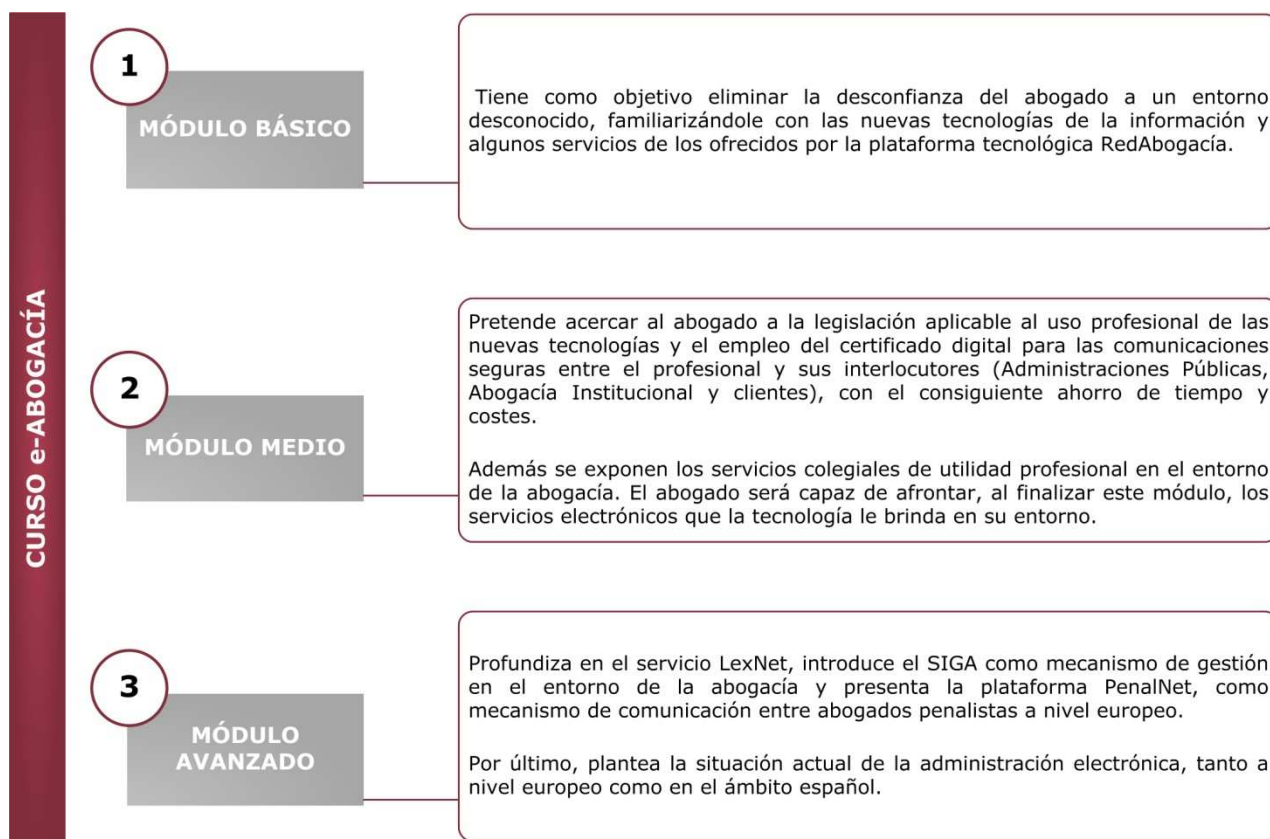 CURSO e-ABOGACÍA
1
MÓDULO BÁSICO
Tiene como objetivo eliminar la desconfianza del abogado a un entorno
desconocido, familiarizándole con las nuevas tecnologías de la información y
algunos servicios de los ofrecidos por la plataforma tecnológica RedAbogacía.
2
MÓDULO MEDIO
Pretende acercar al abogado a la legislación aplicable al uso profesional de las
nuevas tecnologías y el empleo del certificado digital para las comunicaciones
seguras entre el profesional y sus interlocutores (Administraciones Públicas,
Abogacía Institucional y clientes), con el consiguiente ahorro de tiempo y
costes.
Además se exponen los servicios colegiales de utilidad profesional en el entorno
de la abogacía. El abogado será capaz de afrontar, al finalizar este módulo, los
servicios electrónicos que la tecnología le brinda en su entorno.
3
MÓDULO
AVANZADO
Profundiza en el servicio LexNet, introduce el SIGA como mecanismo de gestión
en el entorno de la abogacía y presenta la plataforma PenalNet, como
mecanismo de comunicación entre abogados penalistas a nivel europeo.
Por último, plantea la situación actual de la administración electrónica, tanto a
nivel europeo como en el ámbito español.